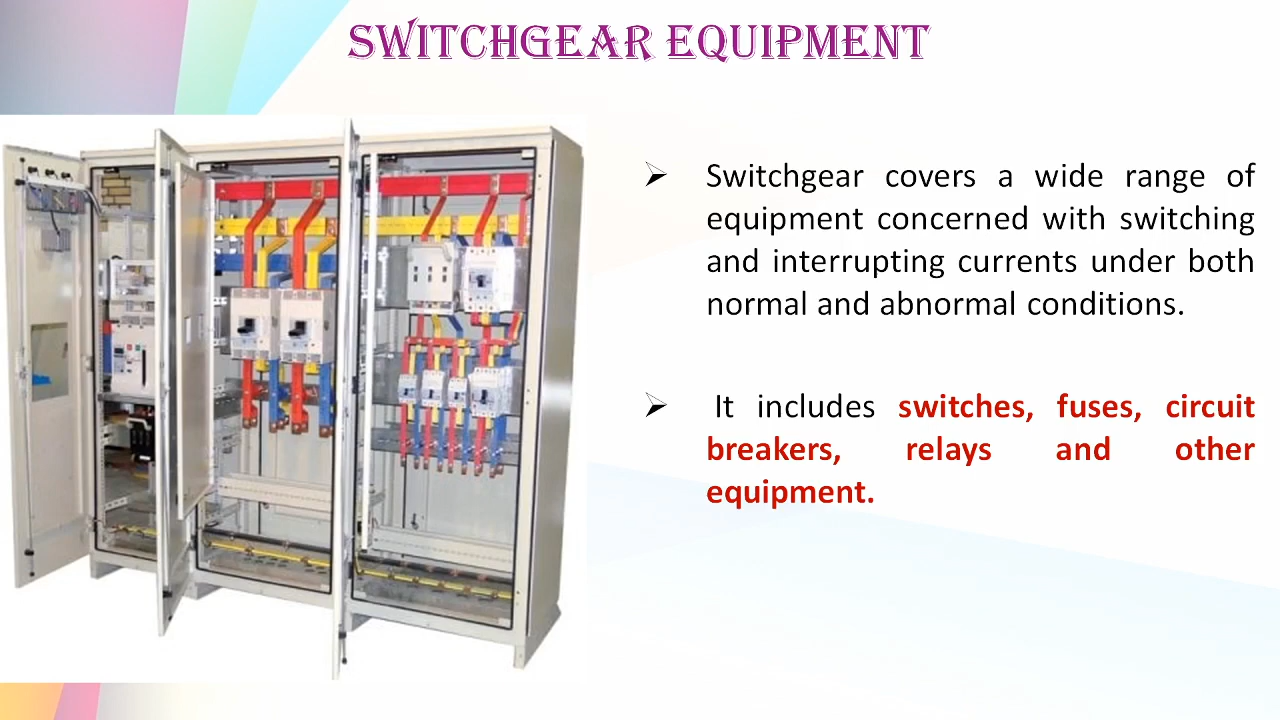 SWITCHGEAR EQUIPMENT
➢ Switchgear covers a wide range of
equipment concerned with switching
and interrupting currents under both
normal and abnormal conditions.
➢ It includes switches, fuses, circuit
breakers, relays and other
equipment.